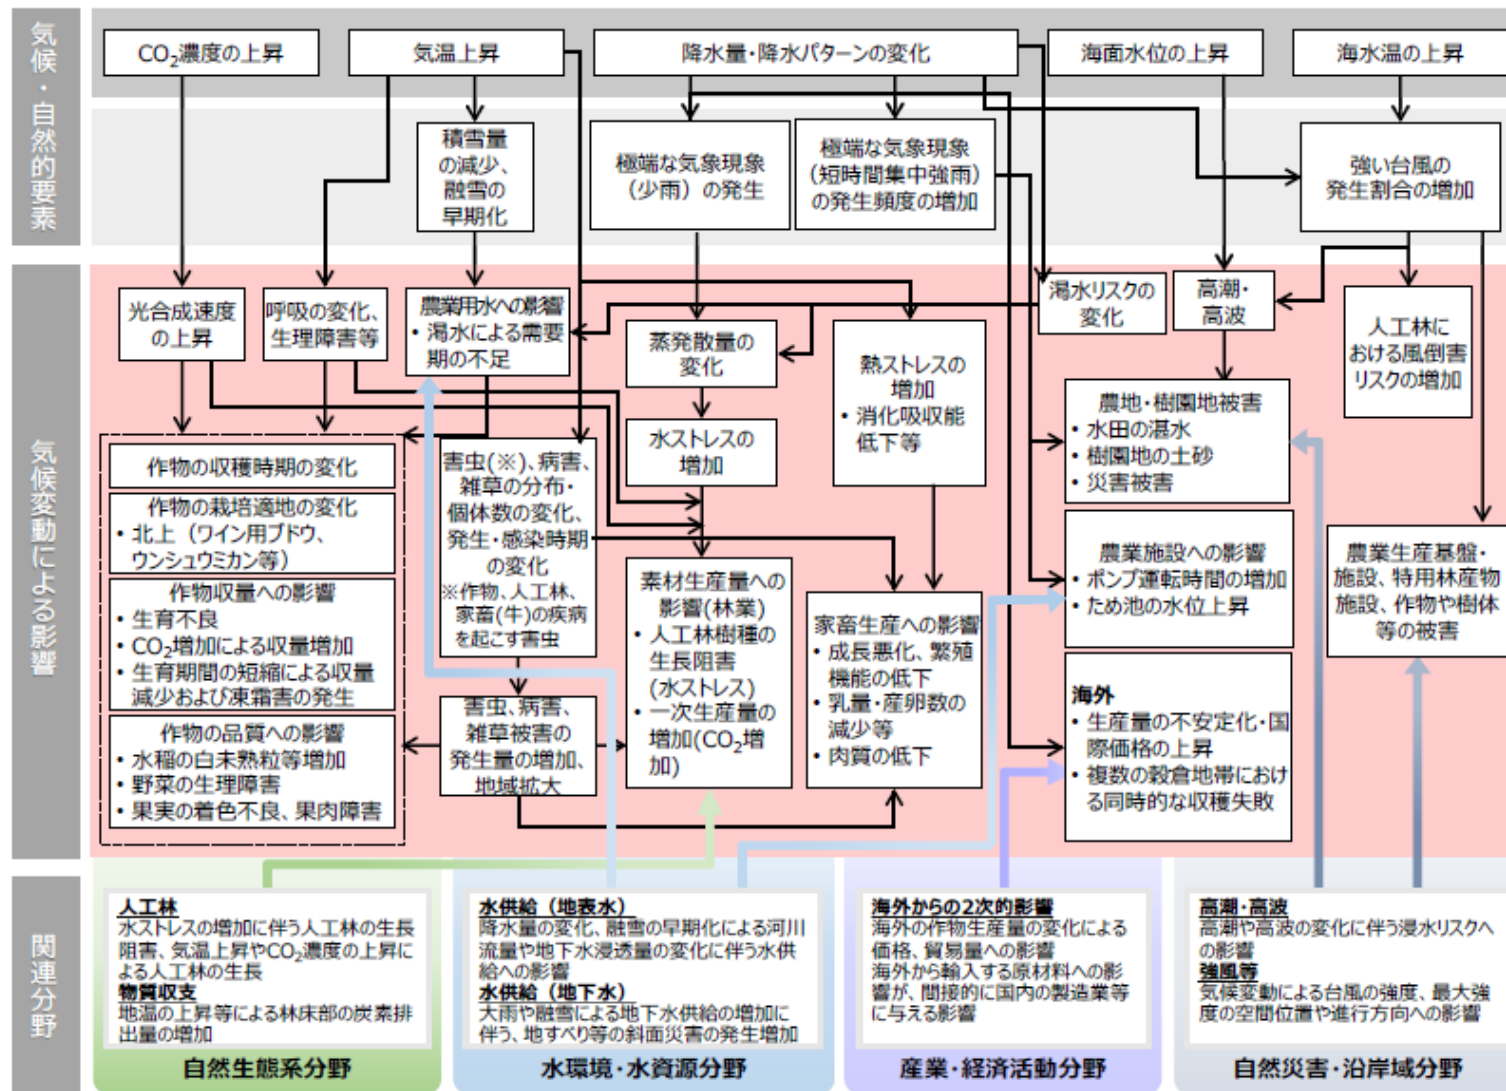 気候・自然的要素
CO₂濃度の上昇
気温上昇
降水量・降水パターンの変化
海面水位の上昇
海水温の上昇
積雪量
の減少、
融雪の
早期化
極端な気象現象
（少雨）の発生
極端な気象現象
（短時間集中強雨）
の発生頻度の増加
強い台風の
発生割合の増加
気候変動による影響
光合成速度
の上昇
呼吸の変化、
生理障害等
農業用水への影響
• 渇水による需要
期の不足
蒸発散量の
変化
熱ストレスの
増加
• 消化吸収能
低下等
渇水リスクの
変化
高潮・
高波
人工林に
おける風倒害
リスクの増加
水ストレスの
増加
農地・樹園地被害
• 水田の湛水
• 樹園地の土砂
• 災害被害
作物の収穫時期の変化
作物の栽培適地の変化
• 北上（ワイン用ブドウ、
ウンシュウミカン等）
作物収量への影響
• 生育不良
• CO₂増加による収量増加
• 生育期間の短縮による収量
減少および凍霜害の発生
作物の品質への影響
• 水稲の白未熟粒等増加
• 野菜の生理障害
• 果実の着色不良、果肉障害
害虫(※)、病害、
雑草の分布・
個体数の変化、
発生・感染時期
の変化
※作物、人工林、
家畜(牛)の疾病
を起こす害虫
害虫、病害、
雑草被害の
発生量の増加、
地域拡大
素材生産量への
影響(林業)
• 人工林樹種の
生長阻害
(水ストレス)
• 一次生産量の
増加(CO₂増
加)
家畜生産への影響
• 成長悪化、繁殖
機能の低下
• 乳量・産卵数の
減少等
• 肉質の低下
農業施設への影響
• ポンプ運転時間の増加
• ため池の水位上昇
農業生産基盤・
施設、特用林産物
施設、作物や樹体
等の被害
海外
• 生産量の不安定化・国
際価格の上昇
• 複数の穀倉地帯におけ
る同時的な収穫失敗
関連分野
人工林
水ストレスの増加に伴う人工林の生長
阻害、気温上昇やCO₂濃度の上昇に
よる人工林の生長
物質収支
地温の上昇等による林床部の炭素排
出量の増加
自然生態系分野
水供給（地表水）
降水量の変化、融雪の早期化による河川
流量や地下水浸透量の変化に伴う水供
給への影響
水供給（地下水）
大雨や融雪による地下水供給の増加に
伴う、地すべり等の斜面災害の発生増加
水環境・水資源分野
海外からの2次的影響
海外の作物生産量の変化による
価格、貿易量への影響
海外から輸入する原材料への影
響が、間接的に国内の製造業等
に与える影響
産業・経済活動分野
高潮・高波
高潮や高波の変化に伴う浸水リスクへ
の影響
強風等
気候変動による台風の強度、最大強
度の空間位置や進行方向への影響
自然災害・沿岸域分野